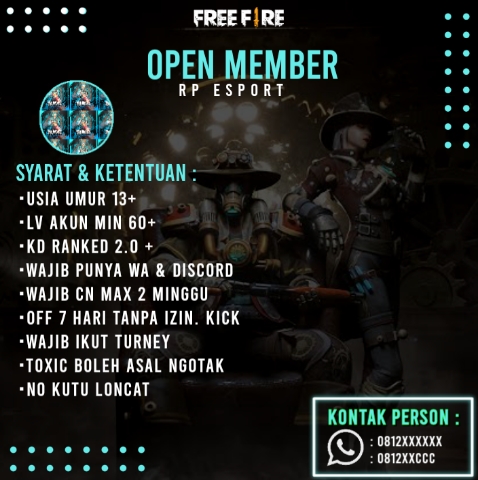 FREE FIRE
OPEN MEMBER
RP ESPORT
SYARAT & KETENTUAN :
•USIA UMUR 13+
•LV AKUN MIN 60+
•KD RANKED 2.0 +
•WAJIB PUNYA WA & DISCORD
•WAJIB CN MAX 2 MINGGU
•OFF 7 HARI TANPA IZIN. KICK
•WAJIB IKUT TURNEY
•TOXIC BOLEH ASAL NGOTAK
•NO KUTU LONCAT
KONTAK PERSON :
: 0812XXXXXX
: 0812XXCCC